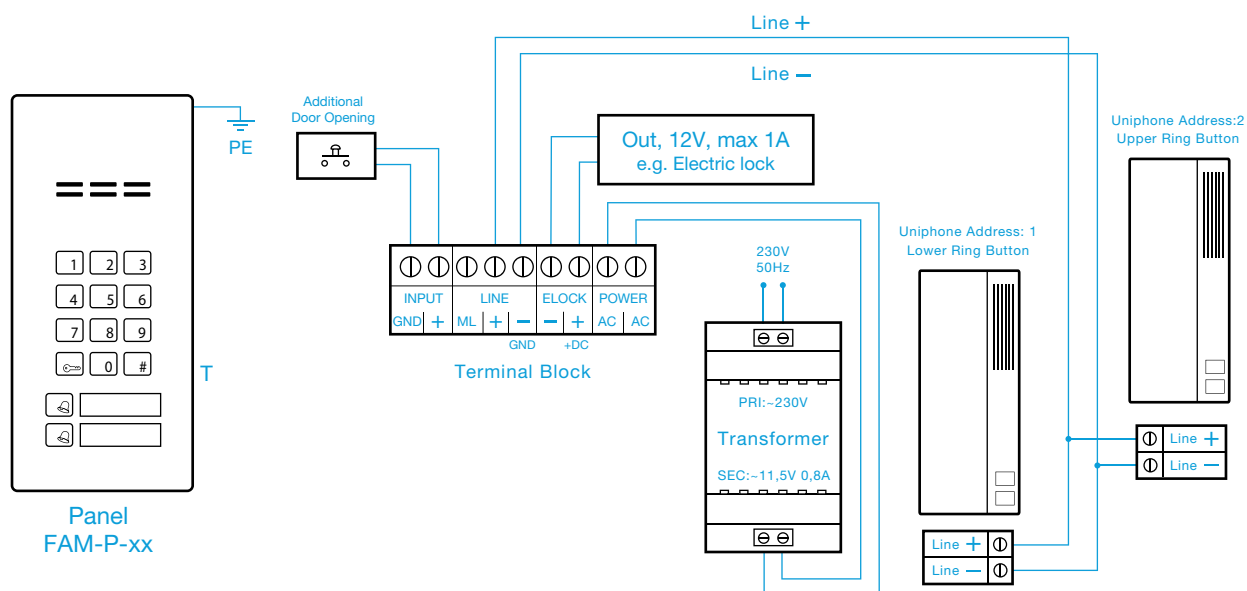 Line +
Line –
Additional
Door Opening
PE
Out, 12V, max 1A
e.g. Electric lock
Uniphone Address:2
Upper Ring Button
Uniphone Address: 1
Lower Ring Button
1 2 3
4 5 6
7 8 9
0 #
T
Panel
FAM-P-xx
INPUT LINE ELOCK POWER
GND + ML + – – + AC AC
GND +DC
Terminal Block
230V
50Hz
PRI:~230V
Transformer
SEC:~11,5V 0,8A
Line +
Line –
Line +
Line –